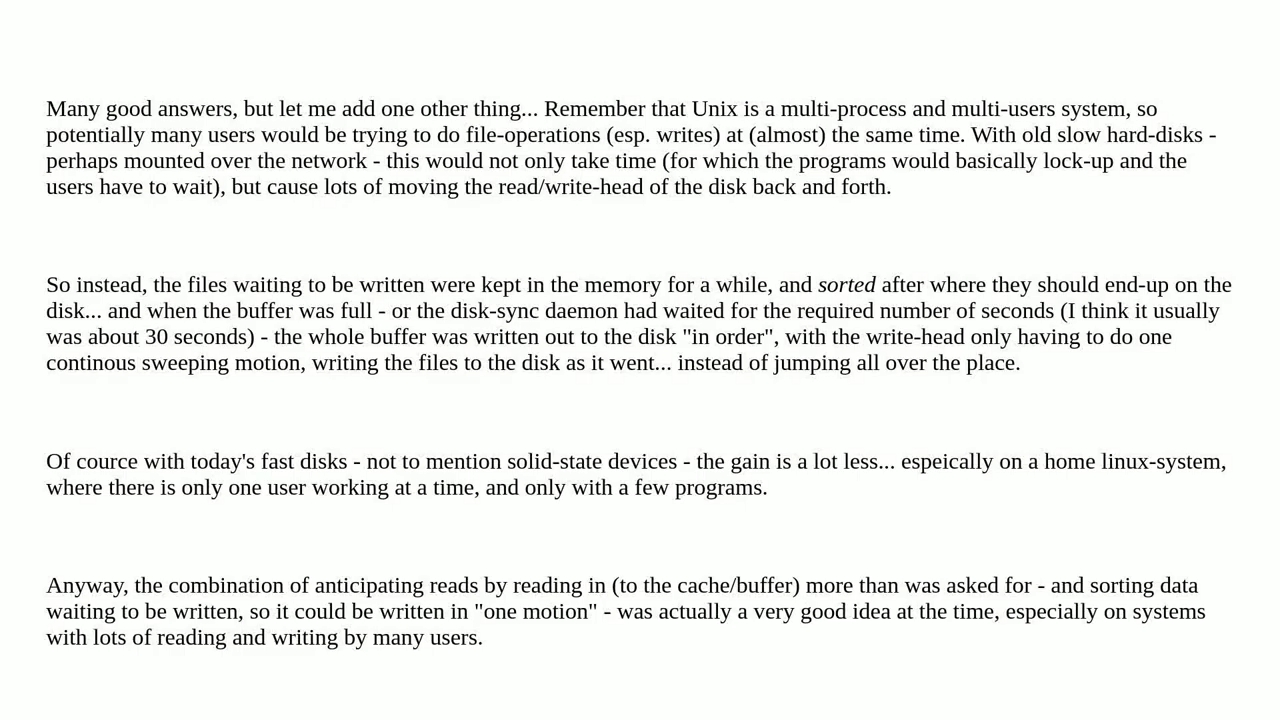 Many good answers, but let me add one other thing... Remember that Unix is a multi-process and multi-users system, so
potentially many users would be trying to do file-operations (esp. writes) at (almost) the same time. With old slow hard-disks -
perhaps mounted over the network - this would not only take time (for which the programs would basically lock-up and the
users have to wait), but cause lots of moving the read/write-head of the disk back and forth.
So instead, the files waiting to be written were kept in the memory for a while, and sorted after where they should end-up on the
disk... and when the buffer was full - or the disk-sync daemon had waited for the required number of seconds (I think it usually
was about 30 seconds) - the whole buffer was written out to the disk "in order", with the write-head only having to do one
continous sweeping motion, writing the files to the disk as it went... instead of jumping all over the place.
Of cource with today's fast disks - not to mention solid-state devices - the gain is a lot less... espeically on a home linux-system,
where there is only one user working at a time, and only with a few programs.
Anyway, the combination of anticipating reads by reading in (to the cache/buffer) more than was asked for - and sorting data
waiting to be written, so it could be written in "one motion" - was actually a very good idea at the time, especially on systems
with lots of reading and writing by many users.